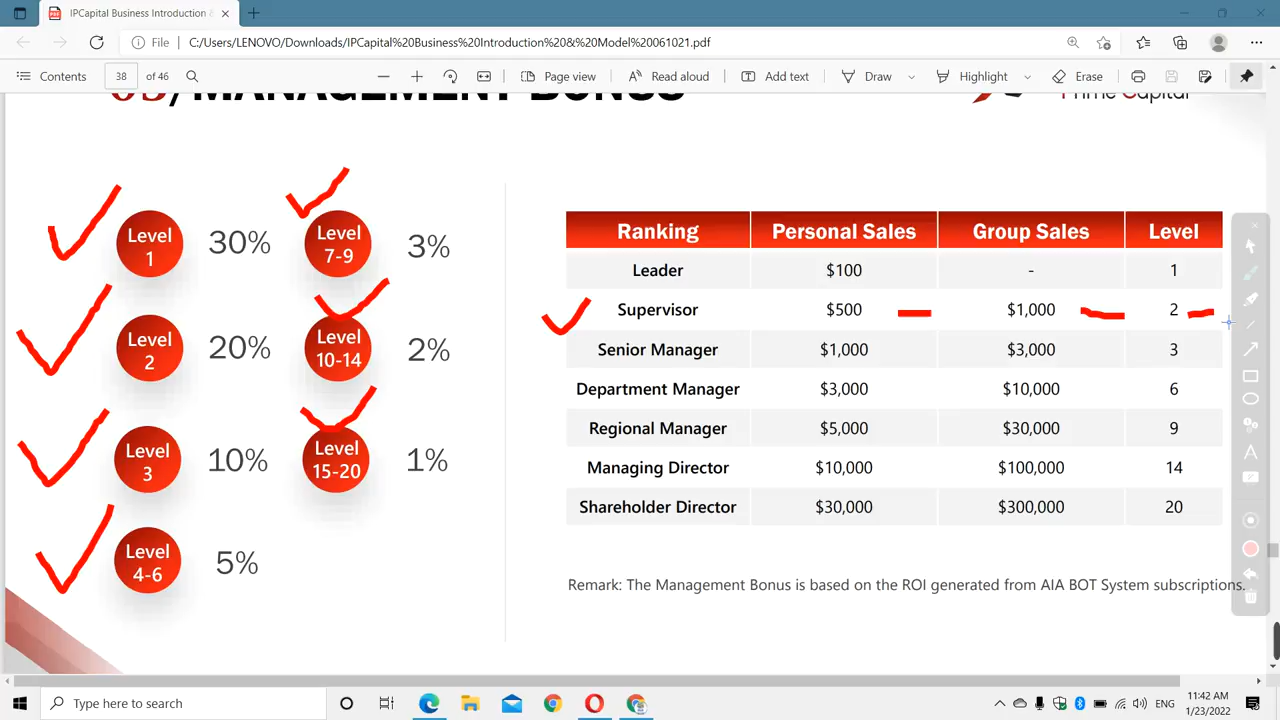 IPCapital Business Introduction &
File
C:/Users/LENOVO/Downloads/IPCapital%20Business%20Introduction%20&%20Model%20061021.pdf
Contents
38
of 46
Page view
Read aloud
Add text
Draw
Highlight
Erase
03/MANAGEMENT BONUS
Prime Capital
Level 1
30%
Level 2
20%
Level 3
10%
Level 4-6
5%
Level 7-9
3%
Level 10-14
2%
Level 15-20
1%
Ranking Personal Sales Group Sales Level
Leader $100 - 1
Supervisor $500 $1,000 2
Senior Manager $1,000 $3,000 3
Department Manager $3,000 $10,000 6
Regional Manager $5,000 $30,000 9
Managing Director $10,000 $100,000 14
Shareholder Director $30,000 $300,000 20
Remark: The Management Bonus is based on the ROI generated from AIA BOT System subscriptions.
Type here to search
ENG
11:42 AM
1/23/2022